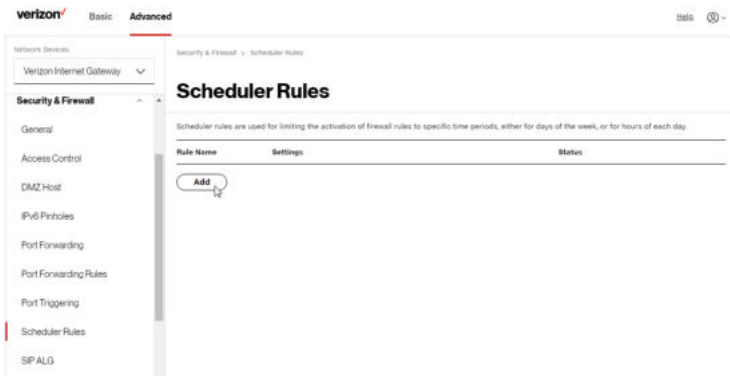 verizon✓ Basic Advanced Help
Network Devices
Verizon Internet Gateway
Security & Firewall
General
Access Control
DMZ Host
IPv6 Pinholes
Port Forwarding
Port Forwarding Rules
Port Triggering
Scheduler Rules
SIP ALG
Security & Firewall > Scheduler Rules
Scheduler Rules
Scheduler rules are used for limiting the activation of firewall rules to specific time periods, either for days of the week, or for hours of each day.
Rule Name Settings Status
Add